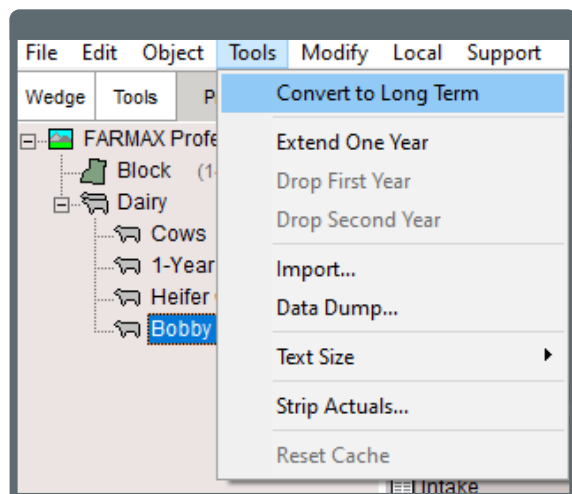 File Edit Object Tools Modify Local Support
Wedge Tools P
Convert to Long Term
Extend One Year
Drop First Year
Drop Second Year
Import...
Data Dump...
Text Size
Strip Actuals...
Reset Cache
FARMAX Profe
Block (1
Dairy
Cows
1-Year
Heifer
Bobby
Intake